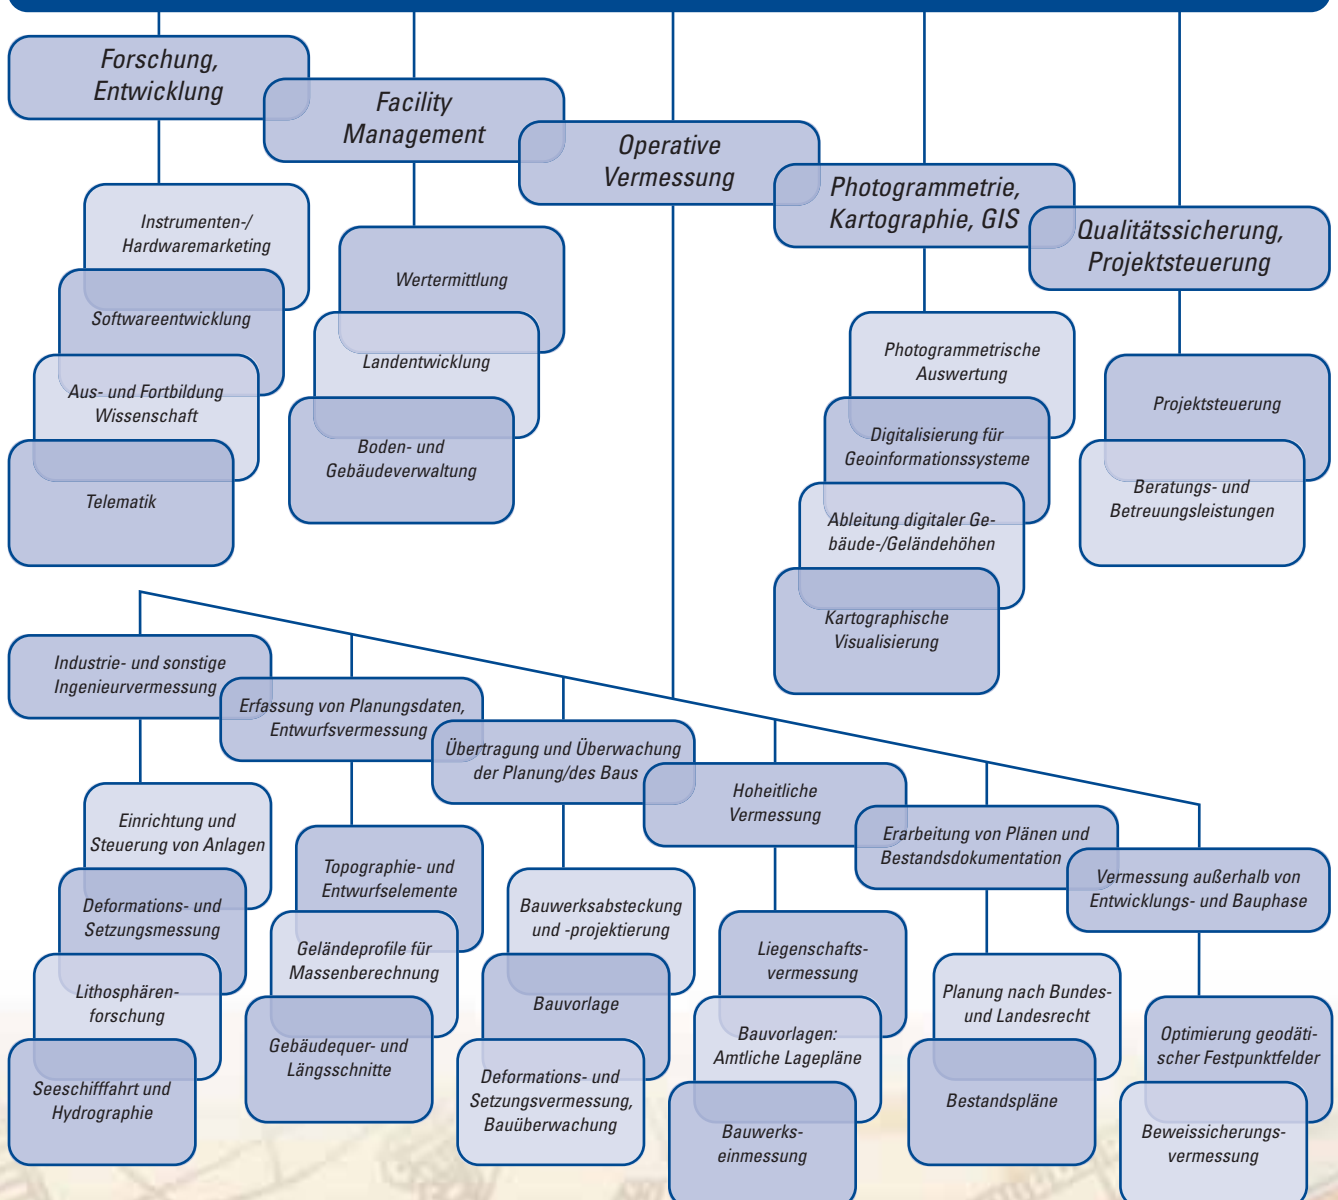 Forschung,
Entwicklung
Facility
Management
Operative
Vermessung
Photogrammetrie,
Kartographie, GIS
Qualitätssicherung,
Projektsteuerung
Instrumenten-/
Hardwaremarketing
Softwareentwicklung
Aus- und Fortbildung
Wissenschaft
Telematik
Wertermittlung
Landentwicklung
Boden- und
Gebäudeverwaltung
Photogrammetrische
Auswertung
Digitalisierung für
Geoinformationssysteme
Ableitung digitaler Ge-
bäude-/Geländehöhen
Kartographische
Visualisierung
Projektsteuerung
Beratungs- und
Betreuungsleistungen
Industrie- und sonstige
Ingenieurvermessung
Erfassung von Planungsdaten,
Entwurfsvermessung
Übertragung und Überwachung
der Planung/des Baus
Hoheitliche
Vermessung
Erarbeitung von Plänen und
Bestandsdokumentation
Vermessung außerhalb von
Entwicklungs- und Bauphase
Einrichtung und
Steuerung von Anlagen
Deformations- und
Setzungsmessung
Lithosphären-
forschung
Seeschifffahrt und
Hydrographie
Topographie- und
Entwurfselemente
Geländeprofile für
Massenberechnung
Gebäudequer- und
Längsschnitte
Bauwerksabsteckung
und -projektierung
Bauvorlage
Deformations- und
Setzungsvermessung,
Bauüberwachung
Liegenschafts-
vermessung
Bauvorlagen:
Amtliche Lagepläne
Bauwerks-
einmessung
Planung nach Bundes-
und Landesrecht
Bestandspläne
Optimierung geodäti-
scher Festpunktfelder
Beweissicherungs-
vermessung